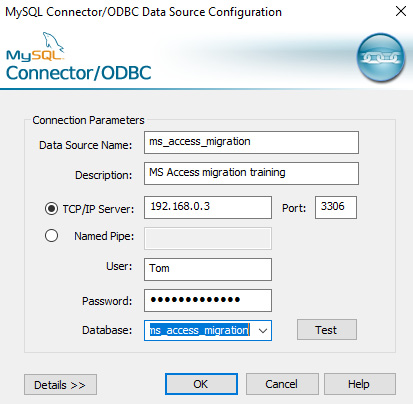 MySQL Connector/ODBC Data Source Configuration
MySQL
Connector/ODBC
Connection Parameters
Data Source Name: ms_access_migration
Description: MS Access migration training
TCP/IP Server: 192.168.0.3 Port: 3306
Named Pipe:
User: Tom
Password: •••••••••••••
Database: ms_access_migration Test
Details >> OK Cancel Help